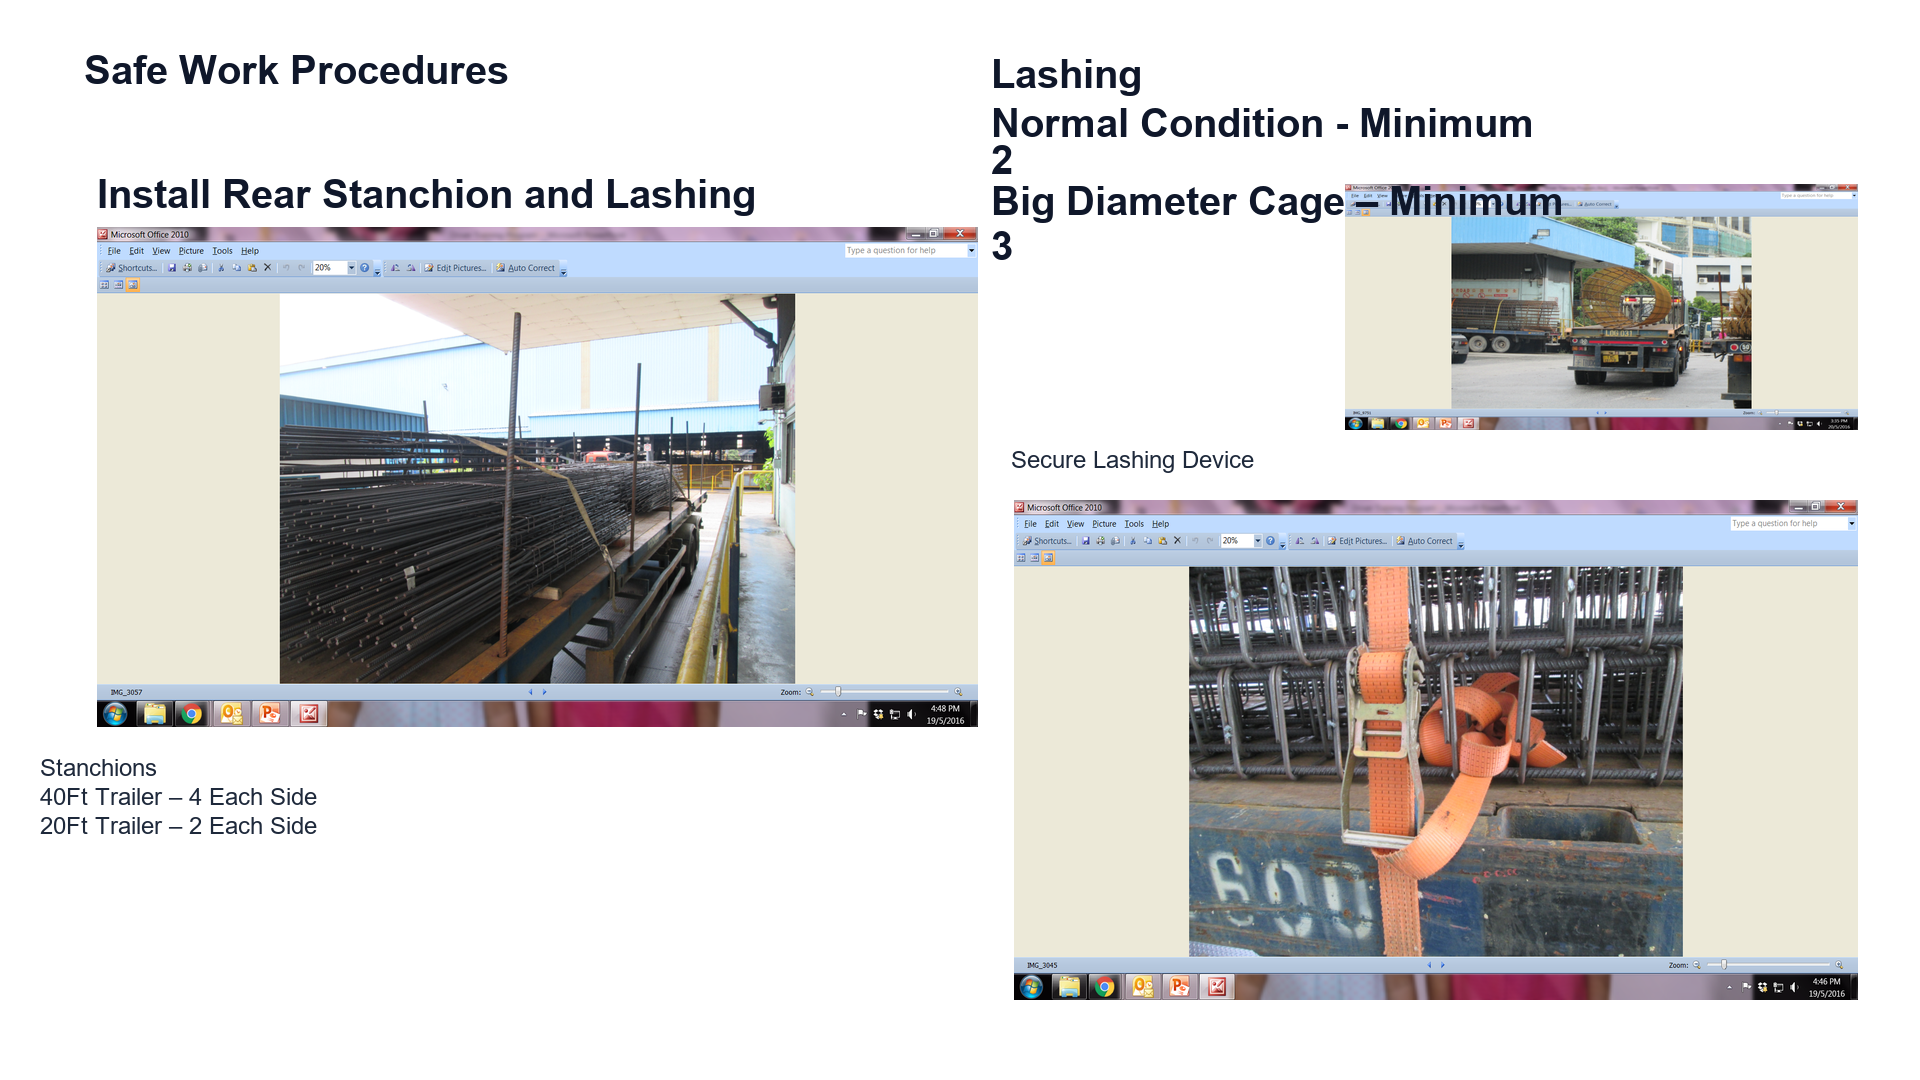 Safe Work Procedures
Install Rear Stanchion and Lashing
Microsoft Office 2010
File Edit View Picture Tools Help
Type a question for help
Shortcuts... 20% Edit Pictures... Auto Correct
IMG_3057
Zoom:
4:48 PM
19/5/2016
Stanchions
40Ft Trailer – 4 Each Side
20Ft Trailer – 2 Each Side
Lashing
Normal Condition - Minimum
2
Big Diameter Cage – Minimum
3
Secure Lashing Device
Microsoft Office 2010
File Edit View Picture Tools Help
Type a question for help
Shortcuts... 20% Edit Pictures... Auto Correct
600
IMG_3045
Zoom:
4:46 PM
19/5/2016